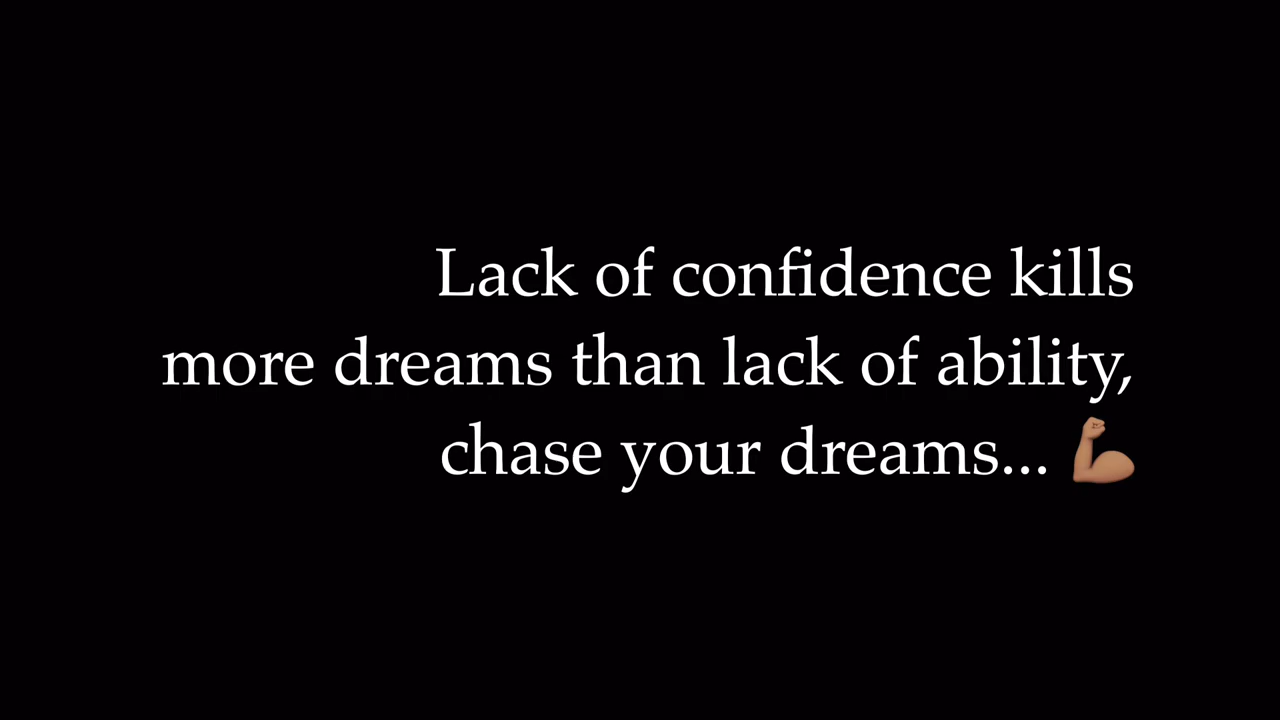 Lack of confidence kills
more dreams than lack of ability,
chase your dreams... 💪🏽